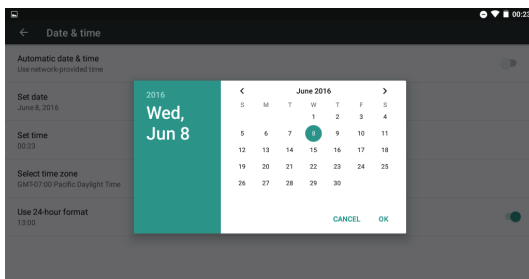 00:23
Date & time
Automatic date & time
Use network-provided time
Set date
June 8, 2016
Set time
00:23
Select time zone
GMT-07:00 Pacific Daylight Time
Use 24-hour format
13:00
2016
Wed,
Jun 8
June 2016
S M T W T F S
1 2 3 4
5 6 7 8 9 10 11
12 13 14 15 16 17 18
19 20 21 22 23 24 25
26 27 28 29 30
CANCEL OK